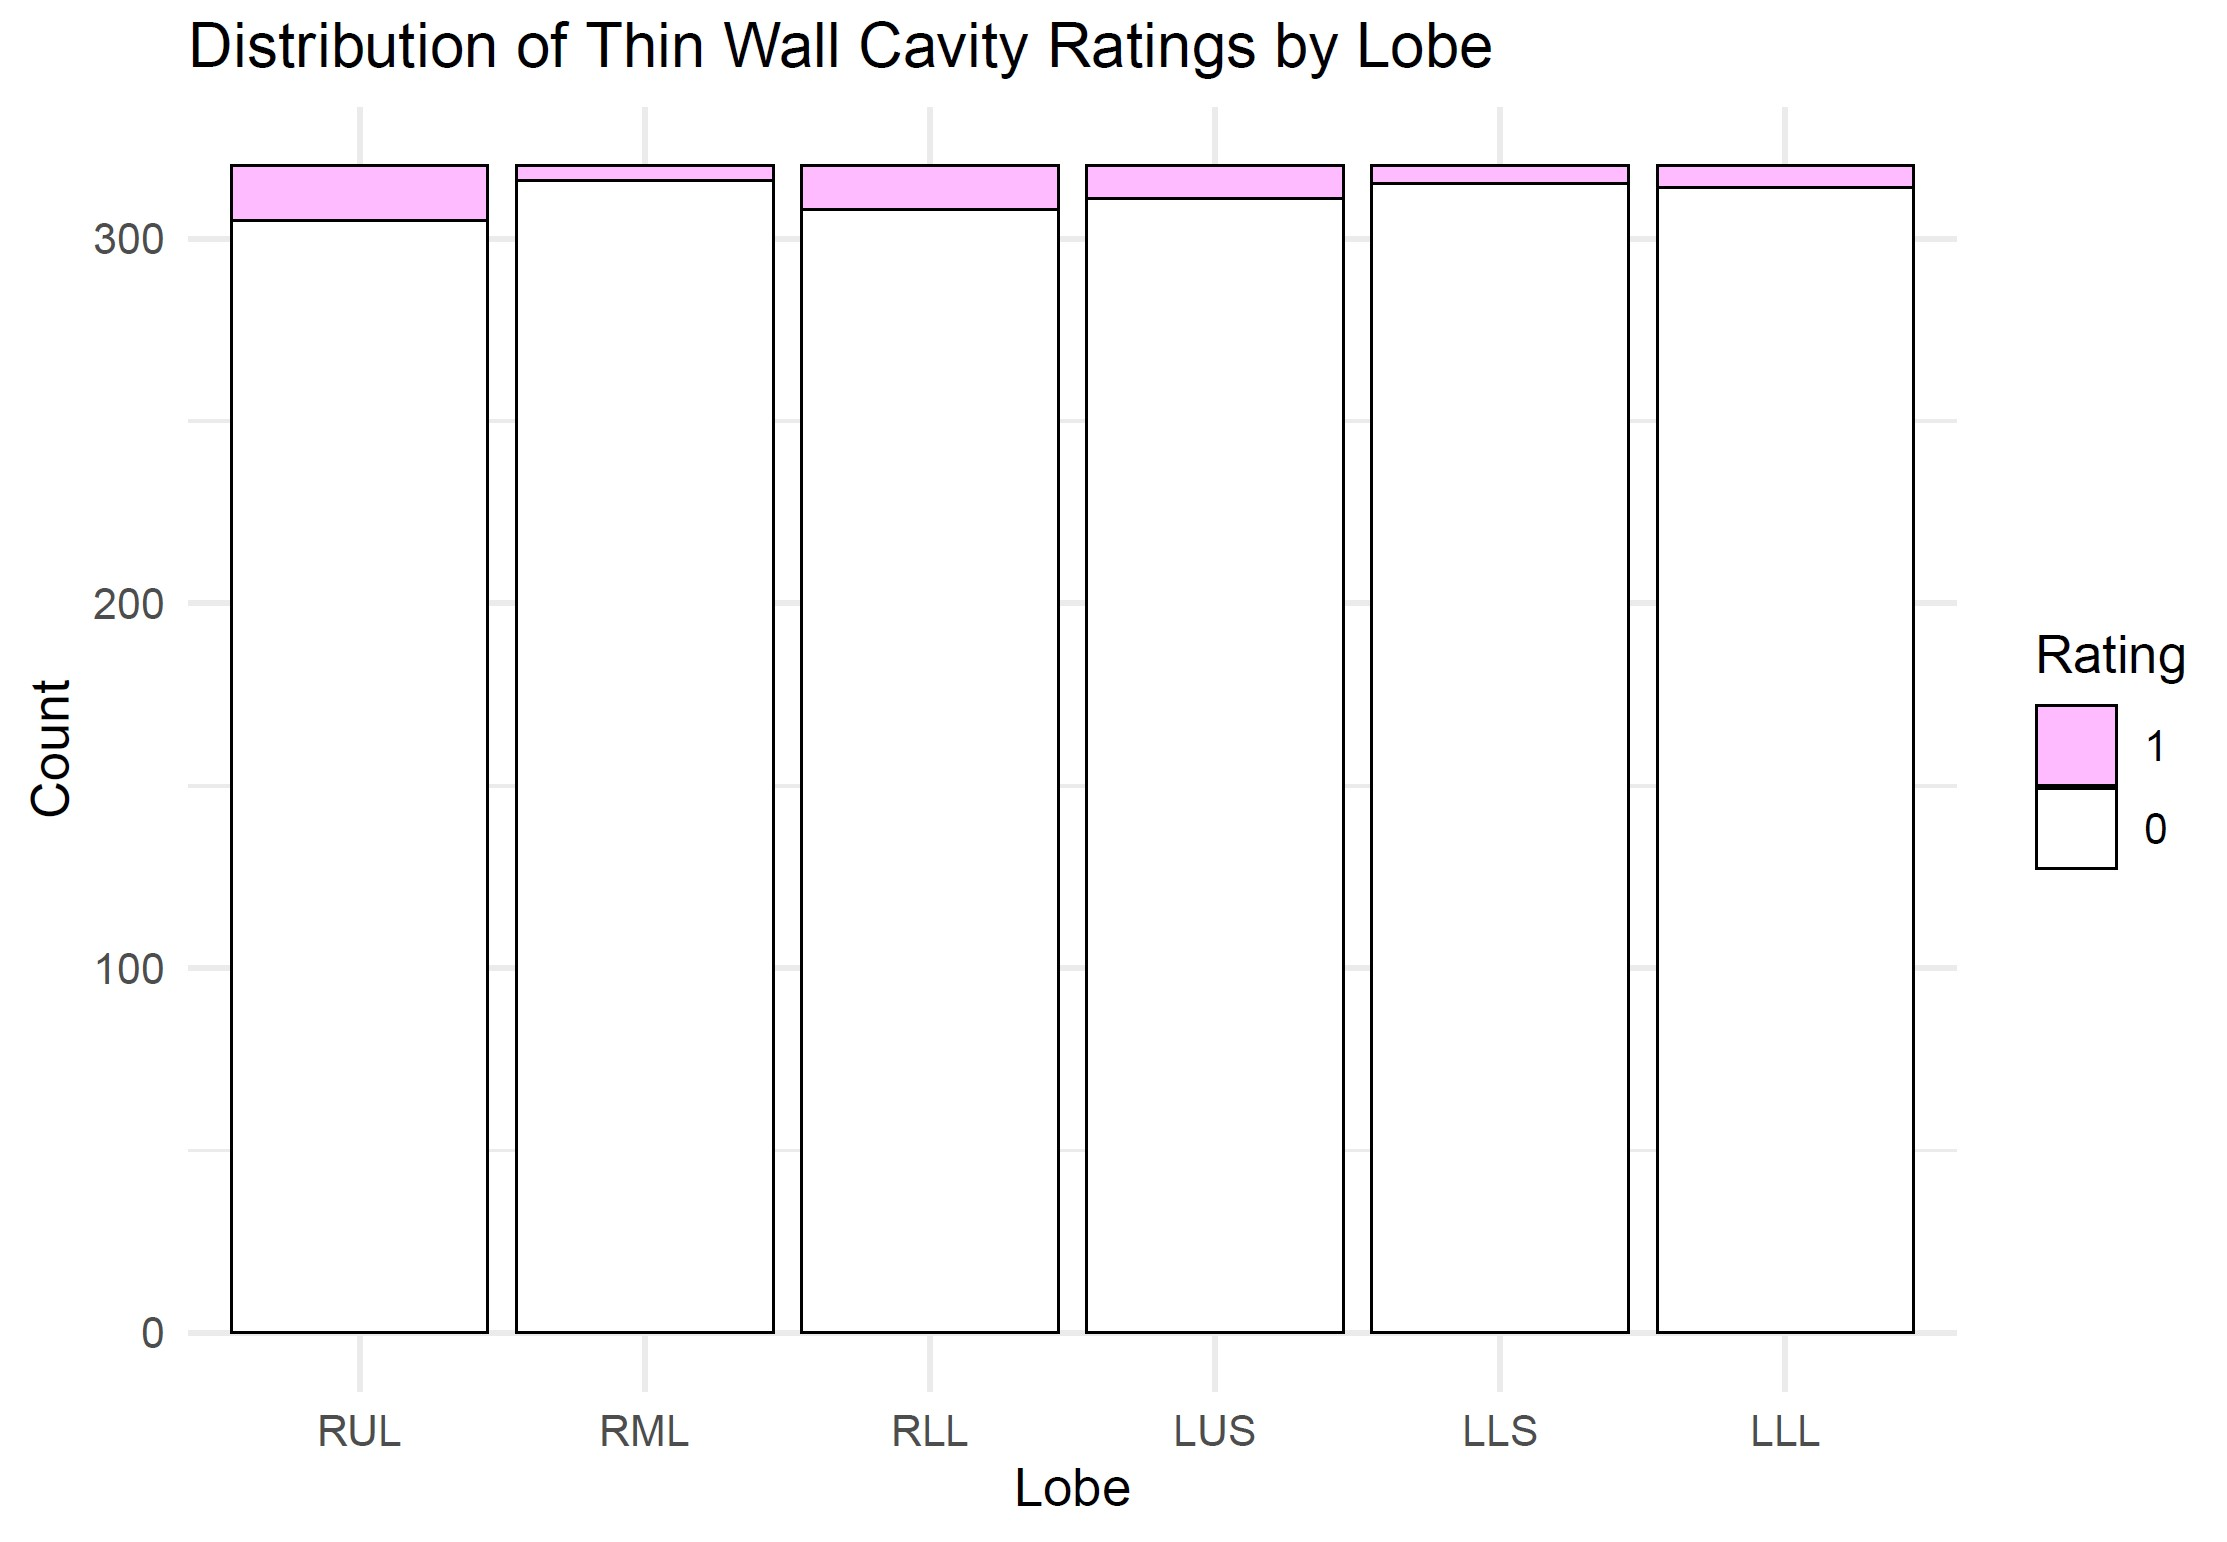 Distribution of Thin Wall Cavity Ratings by Lobe
Count
300
200
100
0
RUL RML RLL LUS LLS LLL
Lobe
Rating
1
0